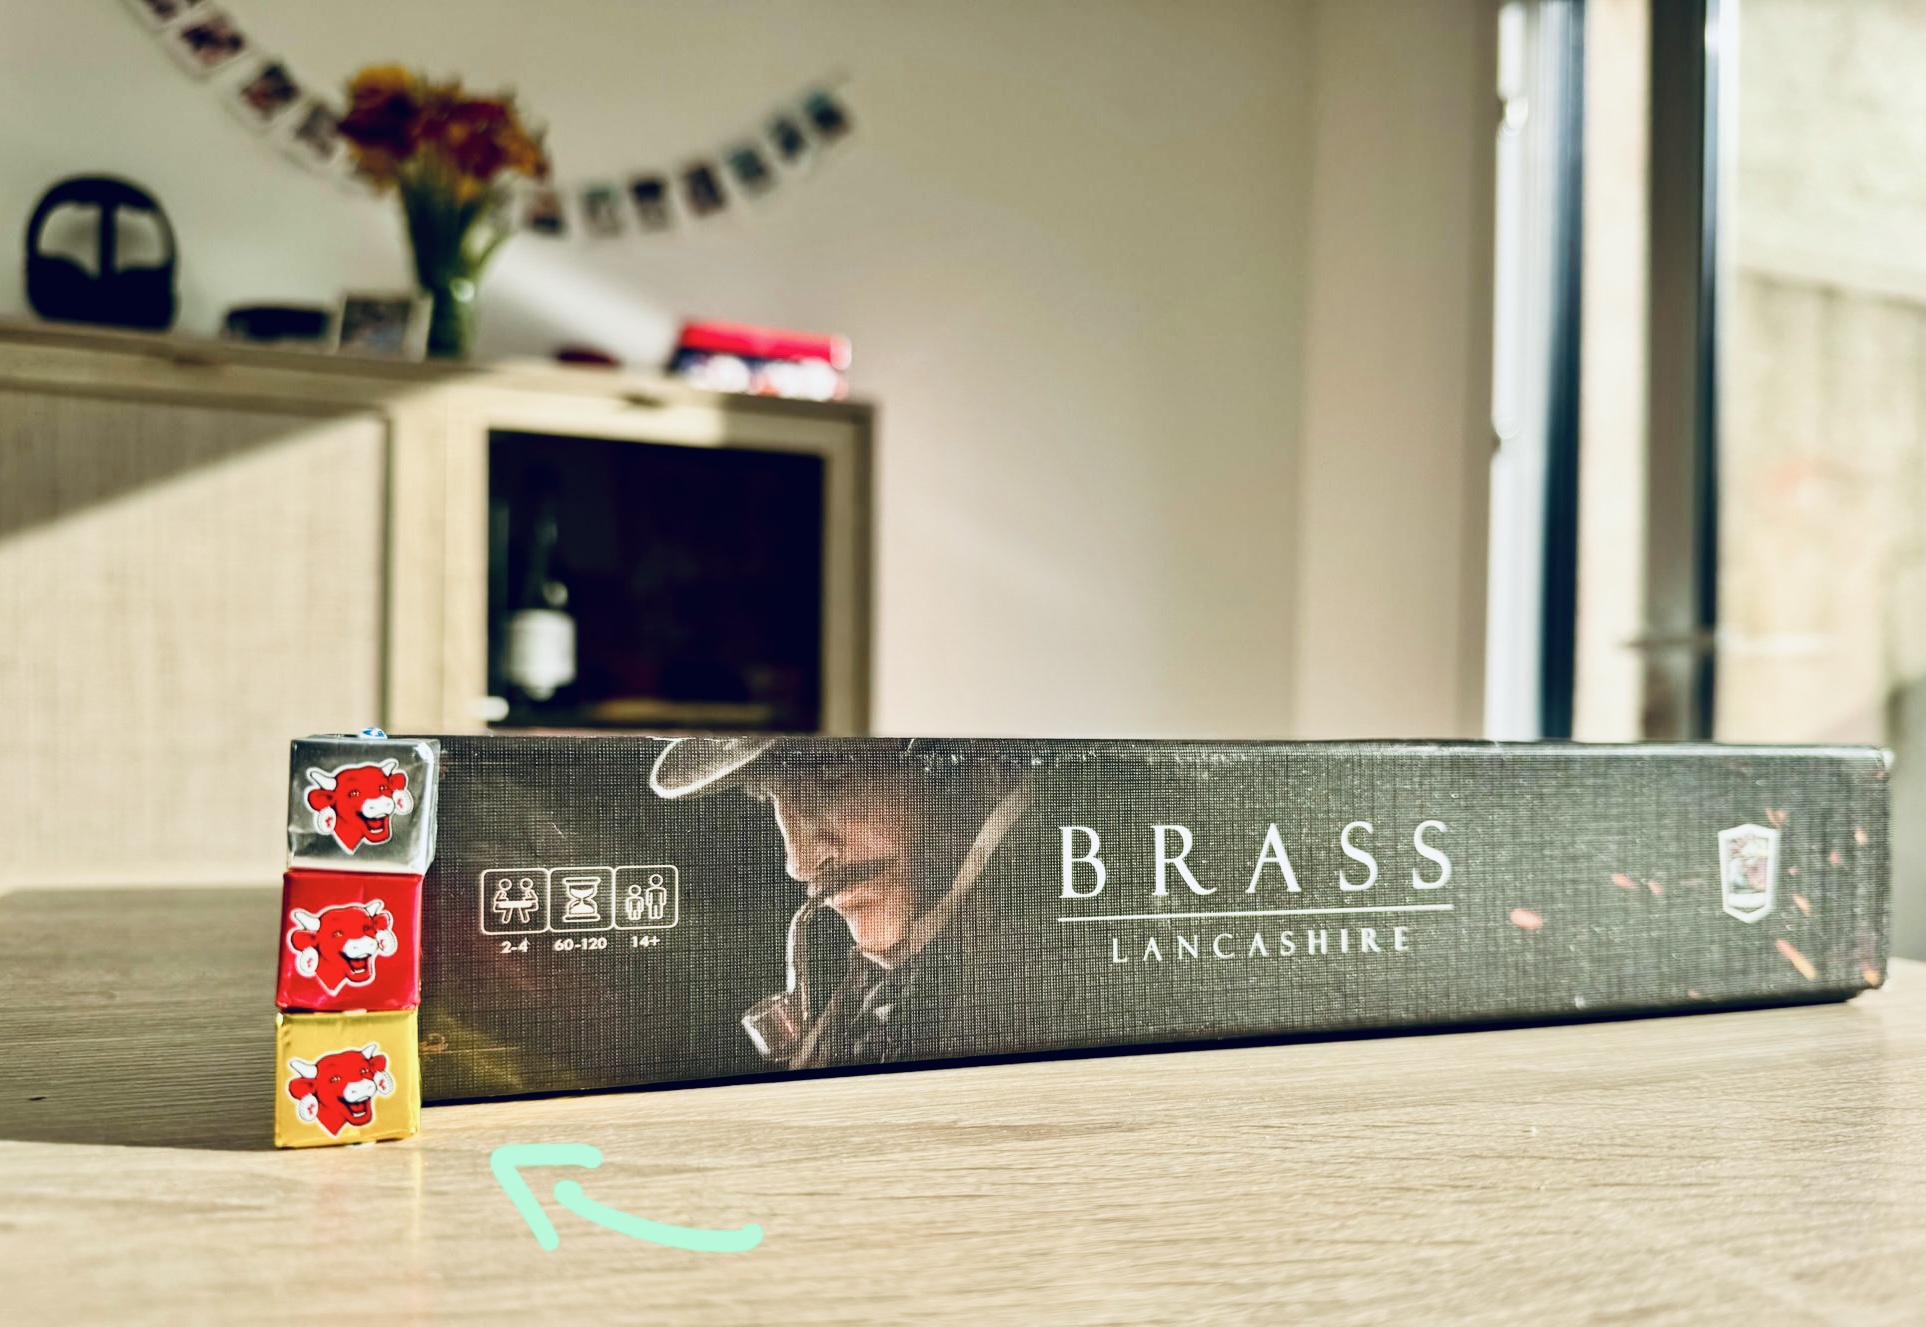 BRASS
LANCASHIRE
2-4 60-120 14+